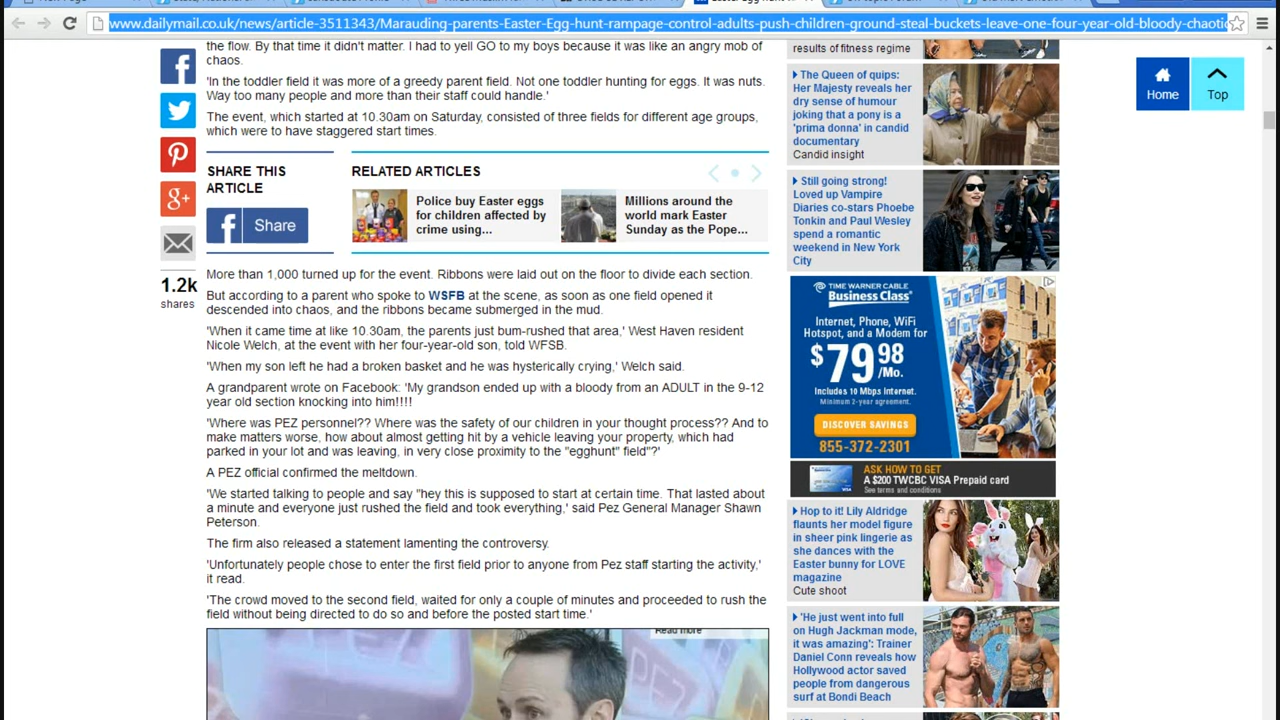 www.dailymail.co.uk/news/article-3511343/Marauding-parents-Easter-Egg-hunt-rampage-control-adults-push-children-ground-steal-buckets-leave-one-four-year-old-bloody-chaotic
the low. By that time it didn't matter. I had to yell GO to my boys because it was like an angry mob of
chaos.
'In the toddler field it was more of a greedy parent field. Not one toddler hunting for eggs. It was nuts.
Way too many people and more than their staff could handle.'
The event, which started at 10.30am on Saturday, consisted of three fields for different age groups,
which were to have staggered start times.
SHARE THIS
ARTICLE
Share
RELATED ARTICLES
Police buy Easter eggs
for children affected by
crime using...
Millions around the
world mark Easter
Sunday as the Pope...
1.2k
shares
More than 1,000 turned up for the event. Ribbons were laid out on the floor to divide each section.
But according to a parent who spoke to WSFB at the scene, as soon as one field opened it
descended into chaos, and the ribbons became submerged in the mud.
'When it came time at like 10.30am, the parents just bum-rushed that area,' West Haven resident
Nicole Welch, at the event with her four-year-old son, told WFSB.
'When my son left he had a broken basket and he was hysterically crying,' Welch said.
A grandparent wrote on Facebook: 'My grandson ended up with a bloody from an ADULT in the 9-12
year old section knocking into him!!!!
'Where was PEZ personnel?? Where was the safety of our children in your thought process?? And to
make matters worse, how about almost getting hit by a vehicle leaving your property, which had
parked in your lot and was leaving, in very close proximity to the "egghunt" field"?'
A PEZ official confirmed the meltdown.
'We started talking to people and say "hey this is supposed to start at certain time. That lasted about
a minute and everyone just rushed the field and took everything,' said Pez General Manager Shawn
Peterson.
The firm also released a statement lamenting the controversy.
'Unfortunately people chose to enter the first field prior to anyone from Pez staff starting the activity,'
it read.
'The crowd moved to the second field, waited for only a couple of minutes and proceeded to rush the
field without being directed to do so and before the posted start time.'
Read more
results of fitness regime
The Queen of quips:
Her Majesty reveals her
dry sense of humour
joking that a pony is a
'prima donna' in candid
documentary
Candid insight
Still going strong!
Loved up Vampire
Diaries co-stars Phoebe
Tonkin and Paul Wesley
spend a romantic
weekend in New York
City
TIME WARNER CABLE
Business Class
Internet, Phone, WiFi
Hotspot, and a Modem for
$79 98 /Mo.
Includes 10 Mbps Internet.
Minimum 2-year agreement.
DISCOVER SAVINGS
855-372-2301
ASK HOW TO GET
A $200 TWCBC VISA Prepaid card
See terms and conditions
Hop to it! Lily Aldridge
flaunts her model figure
in sheer pink lingerie as
she dances with the
Easter bunny for LOVE
magazine
Cute shoot
'He just went into full
on Hugh Jackman mode,
it was amazing': Trainer
Daniel Conn reveals how
Hollywood actor saved
people from dangerous
surf at Bondi Beach
Home
Top